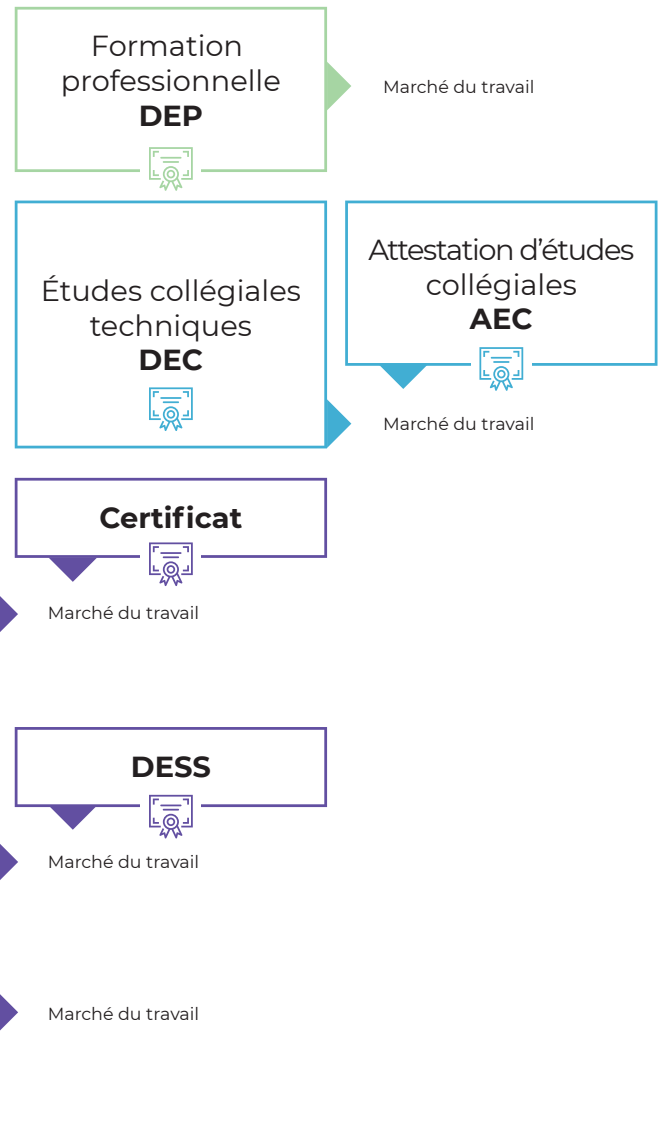 Formation
professionnelle
DEP
Marché du travail
Études collégiales
techniques
DEC
Attestation d'études
collégiales
AEC
Marché du travail
Certificat
Marché du travail
DESS
Marché du travail
Marché du travail